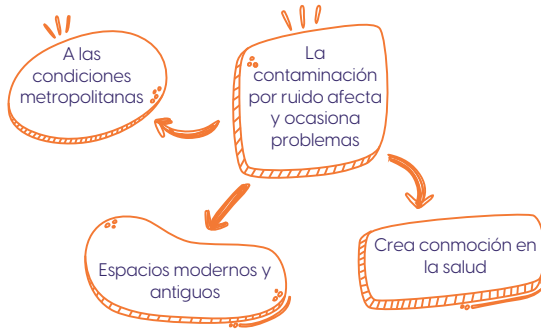 A las
condiciones
metropolitanas
La
contaminación
por ruido afecta
y ocasiona
problemas
Espacios modernos y
antiguos
Crea conmoción en
la salud